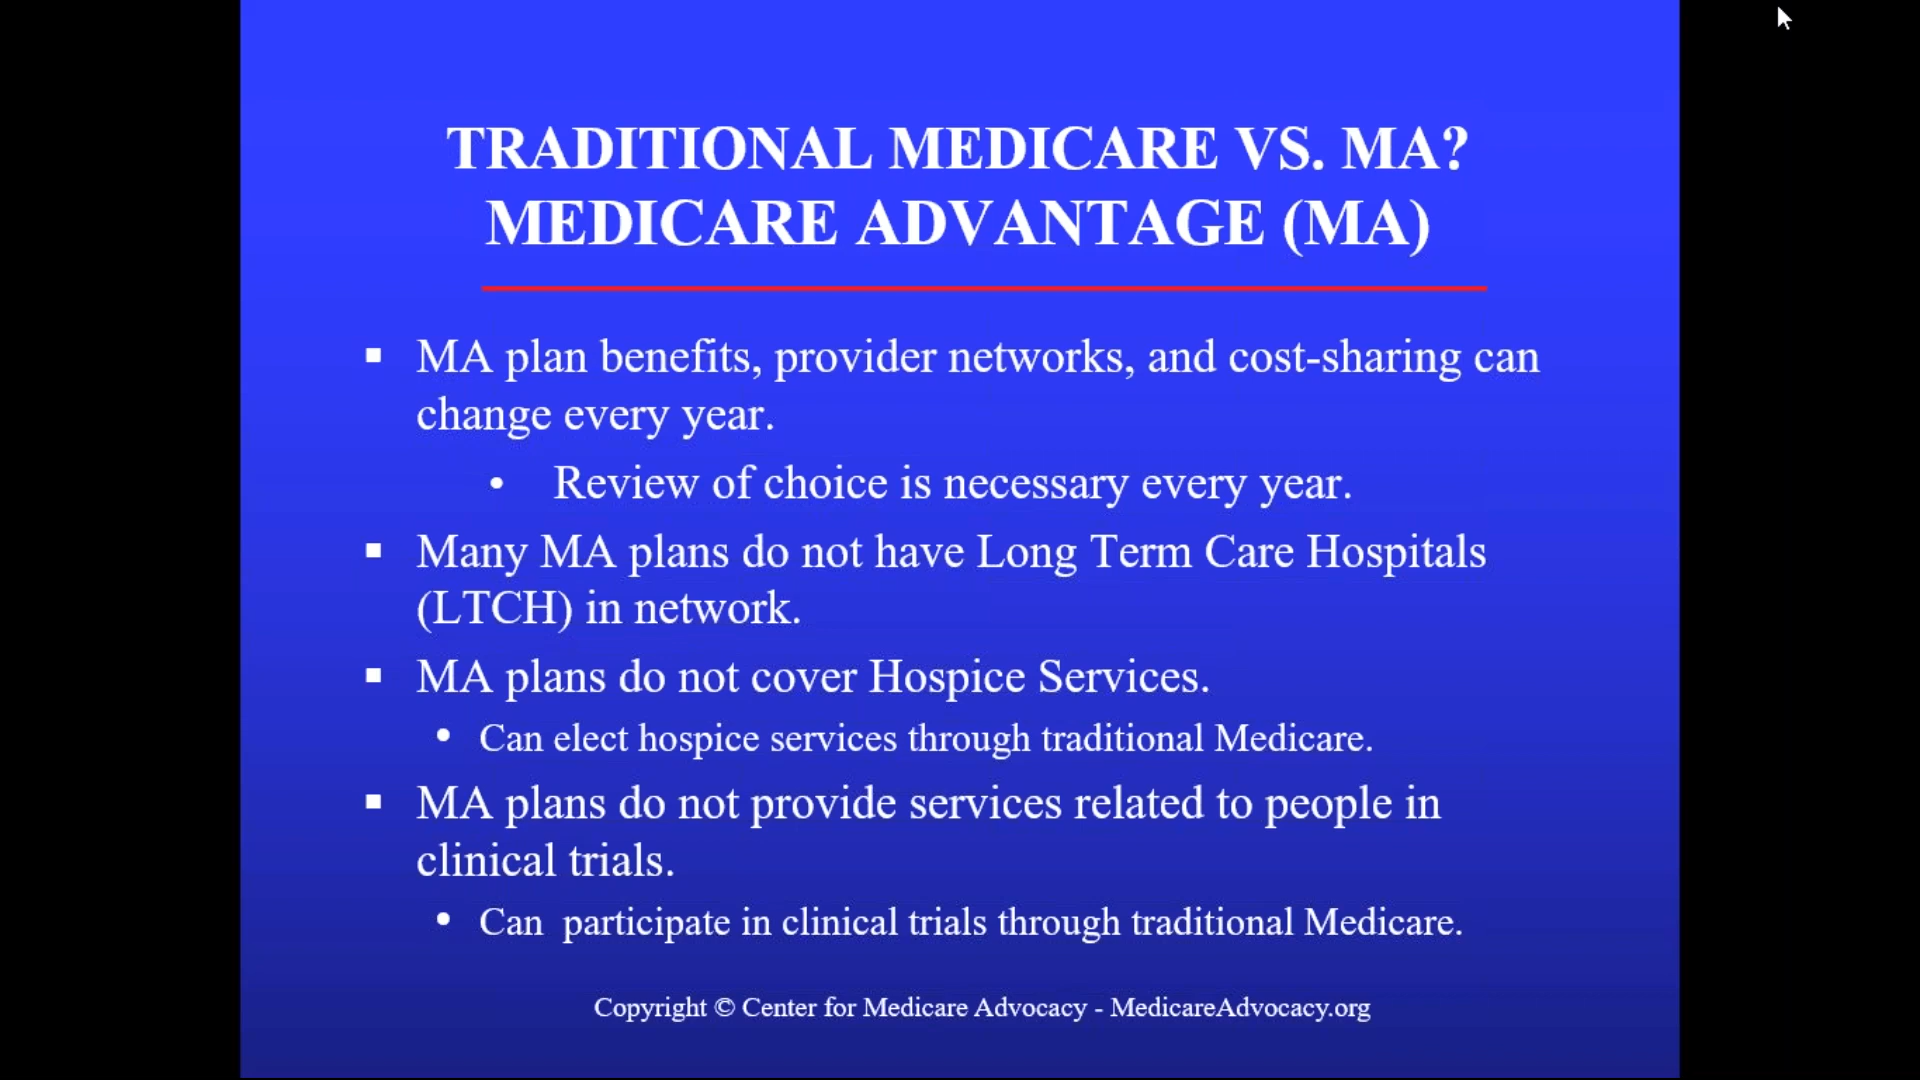 TRADITIONAL MEDICARE VS. MA?
MEDICARE ADVANTAGE (MA)
▪ MA plan benefits, provider networks, and cost-sharing can
change every year.
• Review of choice is necessary every year.
▪ Many MA plans do not have Long Term Care Hospitals
(LTCH) in network.
▪ MA plans do not cover Hospice Services.
• Can elect hospice services through traditional Medicare.
▪ MA plans do not provide services related to people in
clinical trials.
• Can  participate in clinical trials through traditional Medicare.
Copyright © Center for Medicare Advocacy - MedicareAdvocacy.org